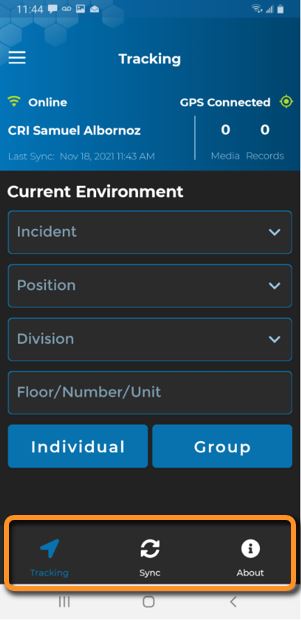 11:44
Tracking
Online
GPS Connected
CRI Samuel Albornoz
0 0
Last Sync: Nov 18, 2021 11:43 AM
Media Records
Current Environment
Incident
Position
Division
Floor/Number/Unit
Individual Group
Tracking Sync About